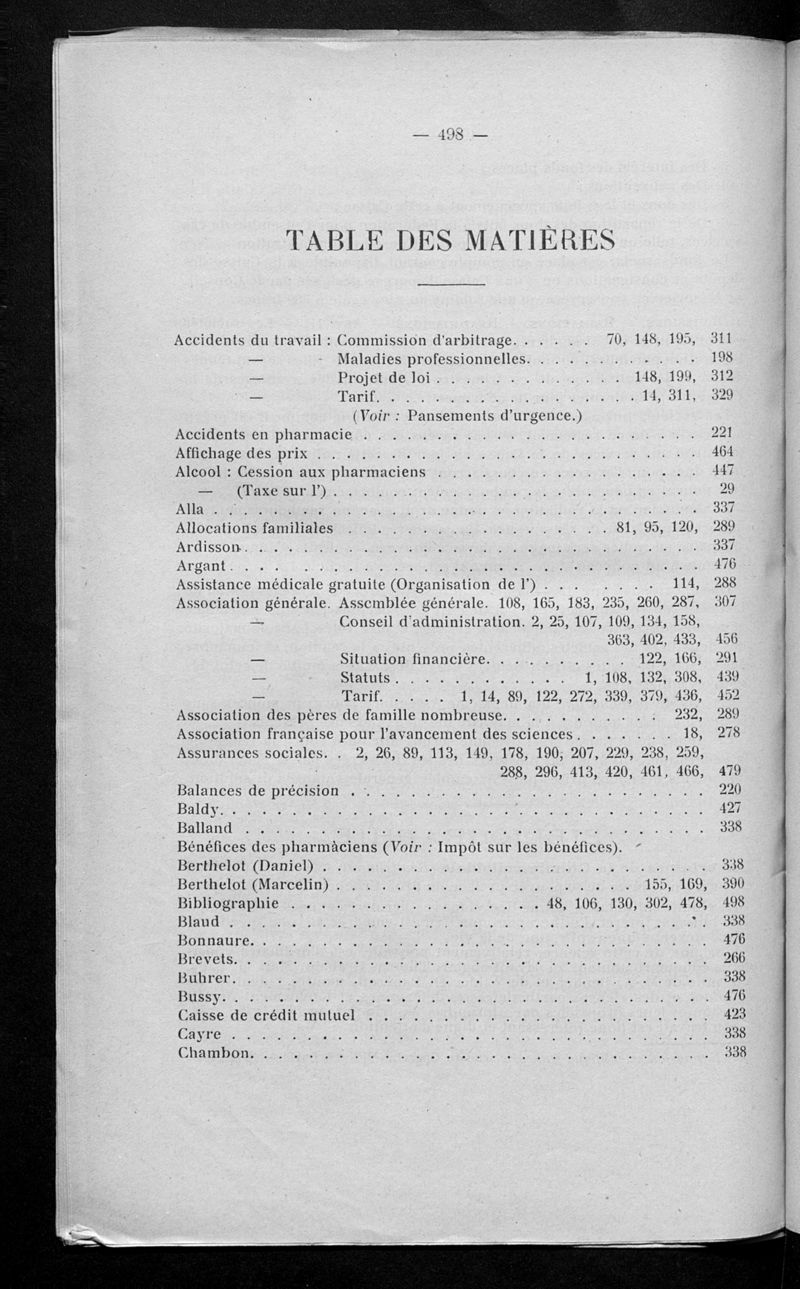 — 498 —
TABLE DES MATIÈRES
Accidents du travail : Commission d'arbitrage. . . . . . 70, 148, 195, 311
— Maladies professionnelles. . . . . . . . . . . . 198
— Projet de loi . . . . . . . . . . . . . 148, 199, 312
— Tarif. . . . . . . . . . . . . . . . . . 14, 311, 329
(Voir : Pansements d'urgence.)
Accidents en pharmacie . . . . . . . . . . . . . . . . . . . . . . . 221
Affichage des prix . . . . . . . . . . . . . . . . . . . . . . . . . . 464
Alcool : Cession aux pharmaciens . . . . . . . . . . . . . . . . . . 447
— (Taxe sur l') . . . . . . . . . . . . . . . . . . . . . . . . . 29
Alla . . . . . . . . . . . . . . . . . . . . . . . . . . . . . . . . . 337
Allocations familiales . . . . . . . . . . . . . . . . . . 81, 95, 120, 289
Ardisson. . . . . . . . . . . . . . . . . . . . . . . . . . . . . . . 337
Argant. . . . . . . . . . . . . . . . . . . . . . . . . . . . . . . 476
Assistance médicale gratuite (Organisation de l') . . . . . . . . 114, 288
Association générale. Assemblée générale. 108, 165, 183, 235, 260, 287, 307
— Conseil d'administration. 2, 25, 107, 109, 134, 158,
363, 402, 433, 456
— Situation financière. . . . . . . . . . 122, 166, 291
— Statuts . . . . . . . . . . . . 1, 108, 132, 308, 439
— Tarif. . . . . 1, 14, 89, 122, 272, 339, 379, 436, 452
Association des pères de famille nombreuse. . . . . . . . . . . 232, 289
Association française pour l'avancement des sciences . . . . . . . 18, 278
Assurances sociales. . 2, 26, 89, 113, 149, 178, 190, 207, 229, 238, 259,
288, 296, 413, 420, 461, 466, 479
Balances de précision . . . . . . . . . . . . . . . . . . . . . . . . 220
Baldy. . . . . . . . . . . . . . . . . . . . . . . . . . . . . . . . . 427
Balland . . . . . . . . . . . . . . . . . . . . . . . . . . . . . . . 338
Bénéfices des pharmàciens (Voir : Impôt sur les bénéfices).
Berthelot (Daniel) . . . . . . . . . . . . . . . . . . . . . . . . . . 338
Berthelot (Marcelin) . . . . . . . . . . . . . . . . . . . . 155, 169, 390
Bibliographie . . . . . . . . . . . . . . . . . 48, 106, 130, 302, 478, 498
Blaud . . . . . . . . . . . . . . . . . . . . . . . . . . . . . . . . 338
Bonnaure. . . . . . . . . . . . . . . . . . . . . . . . . . . . . . . 476
Brevets. . . . . . . . . . . . . . . . . . . . . . . . . . . . . . . . 266
Buhrer. . . . . . . . . . . . . . . . . . . . . . . . . . . . . . . . 338
Bussy. . . . . . . . . . . . . . . . . . . . . . . . . . . . . . . . . 476
Caisse de crédit mutuel . . . . . . . . . . . . . . . . . . . . . . . 423
Cayre . . . . . . . . . . . . . . . . . . . . . . . . . . . . . . . . 338
Chambon. . . . . . . . . . . . . . . . . . . . . . . . . . . . . . . 338